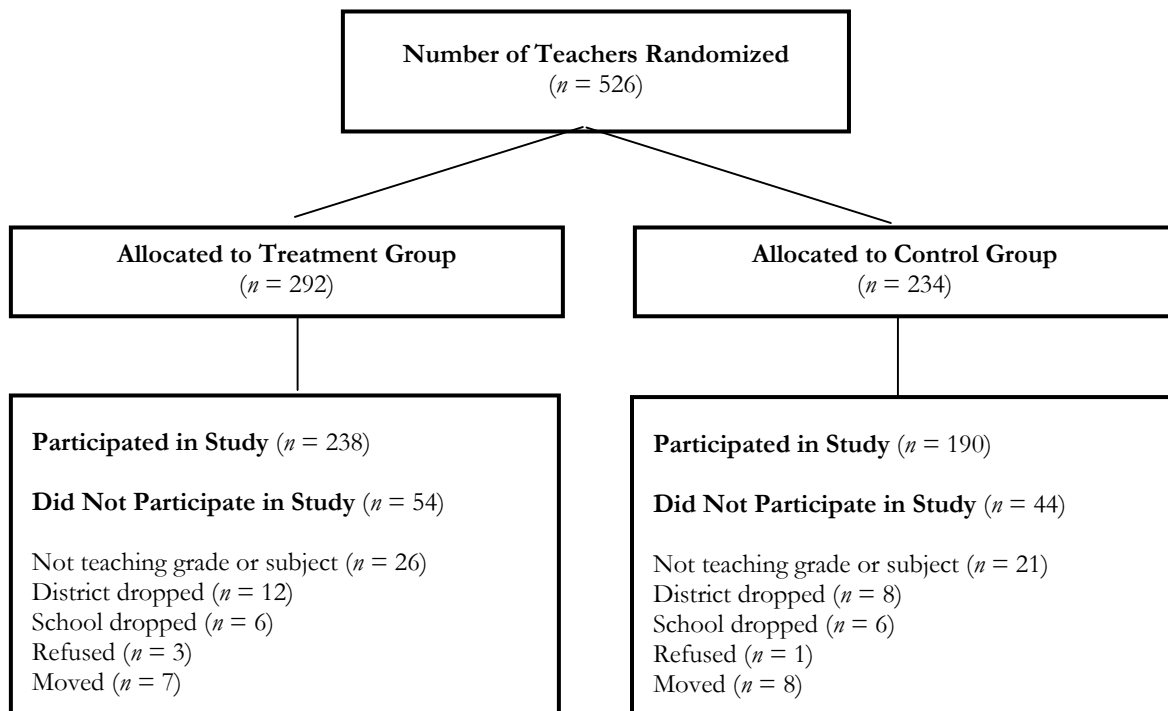 Number of Teachers Randomized
(n = 526)
Allocated to Treatment Group
(n = 292)
Allocated to Control Group
(n = 234)
Participated in Study (n = 238)
Did Not Participate in Study (n = 54)
Not teaching grade or subject (n = 26)
District dropped (n = 12)
School dropped (n = 6)
Refused (n = 3)
Moved (n = 7)
Participated in Study (n = 190)
Did Not Participate in Study (n = 44)
Not teaching grade or subject (n = 21)
District dropped (n = 8)
School dropped (n = 6)
Refused (n = 1)
Moved (n = 8)